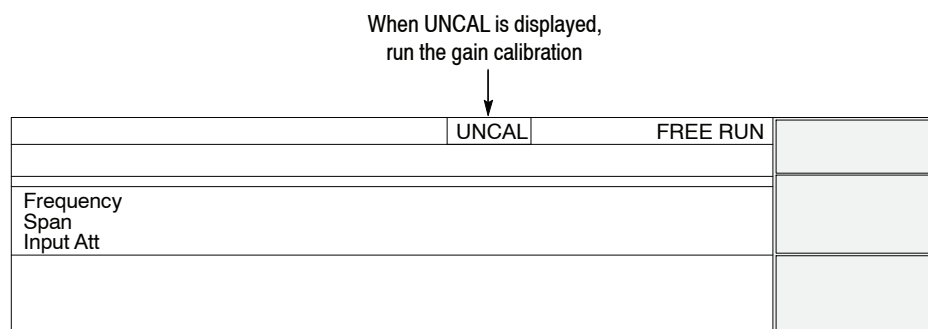 When UNCAL is displayed,
run the gain calibration
UNCAL FREE RUN
Frequency
Span
Input Att